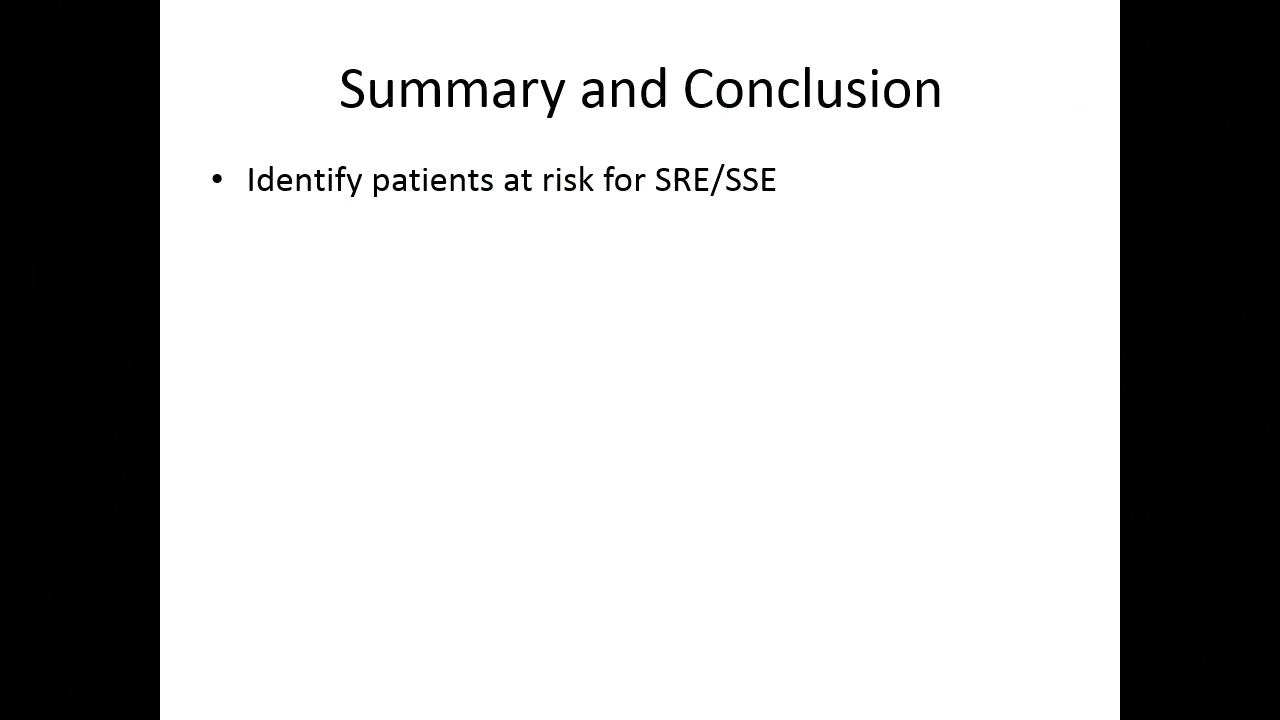 Summary and Conclusion
• Identify patients at risk for SRE/SSE